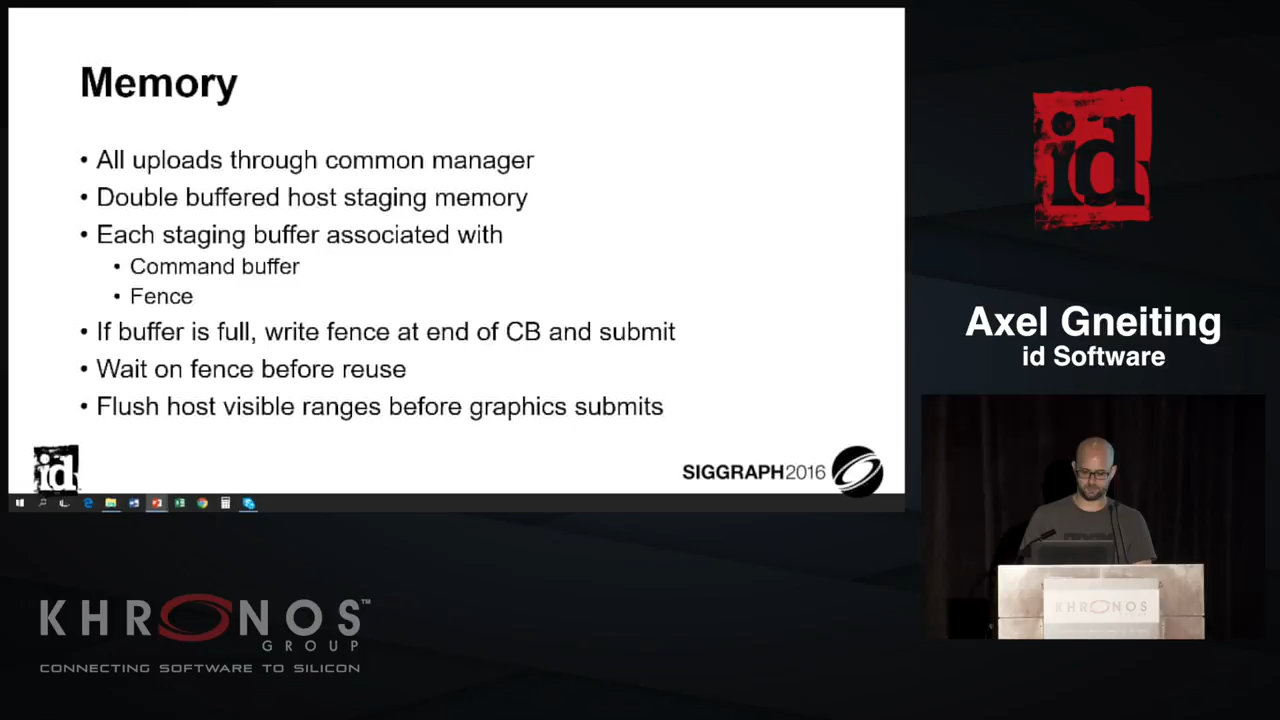 Memory
• All uploads through common manager
• Double buffered host staging memory
• Each staging buffer associated with
• Command buffer
• Fence
• If buffer is full, write fence at end of CB and submit
• Wait on fence before reuse
• Flush host visible ranges before graphics submits
id
SIGGRAPH2016
id
Axel Gneiting
id Software
KHRONOS
KHRONOS™
GROUP
CONNECTING SOFTWARE TO SILICON